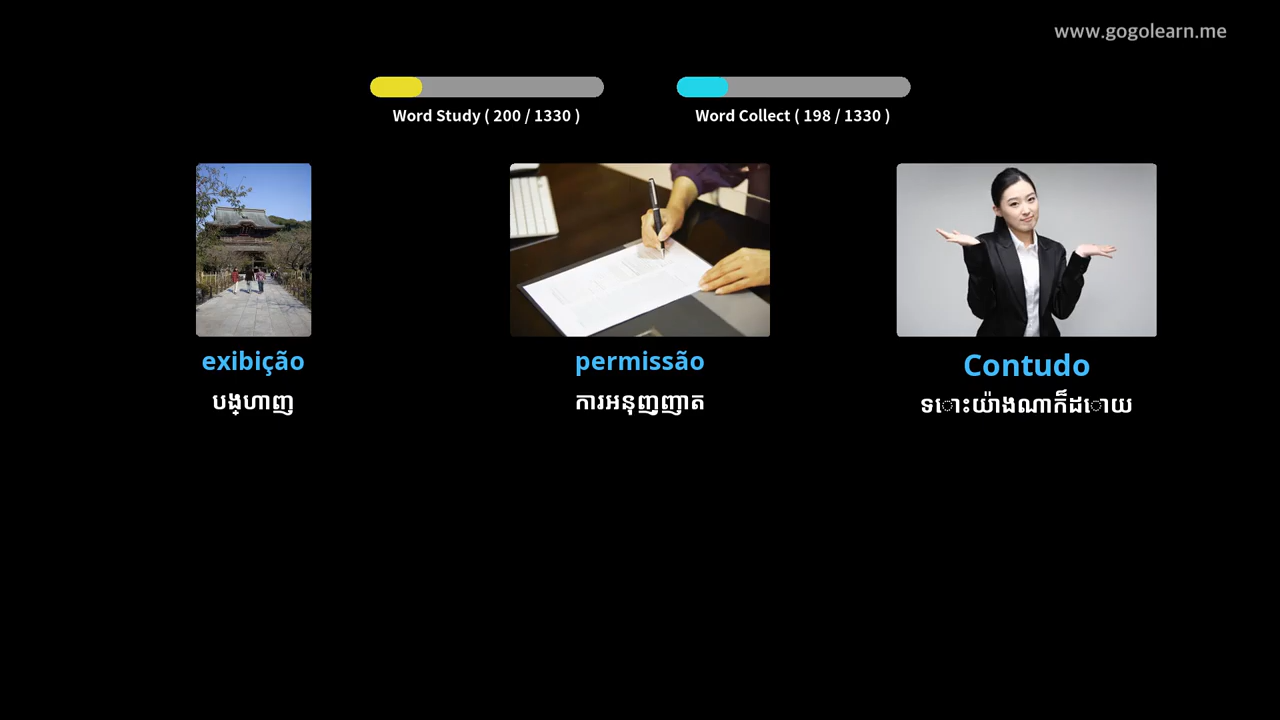 www.gogolearn.me
Word Study ( 200 / 1330 )
Word Collect ( 198 / 1330 )
exibição
permissão
Contudo
បង្ហាញ
ការអនុញ្ញាត
ទោះយ៉ាងណាក៏ដោយ